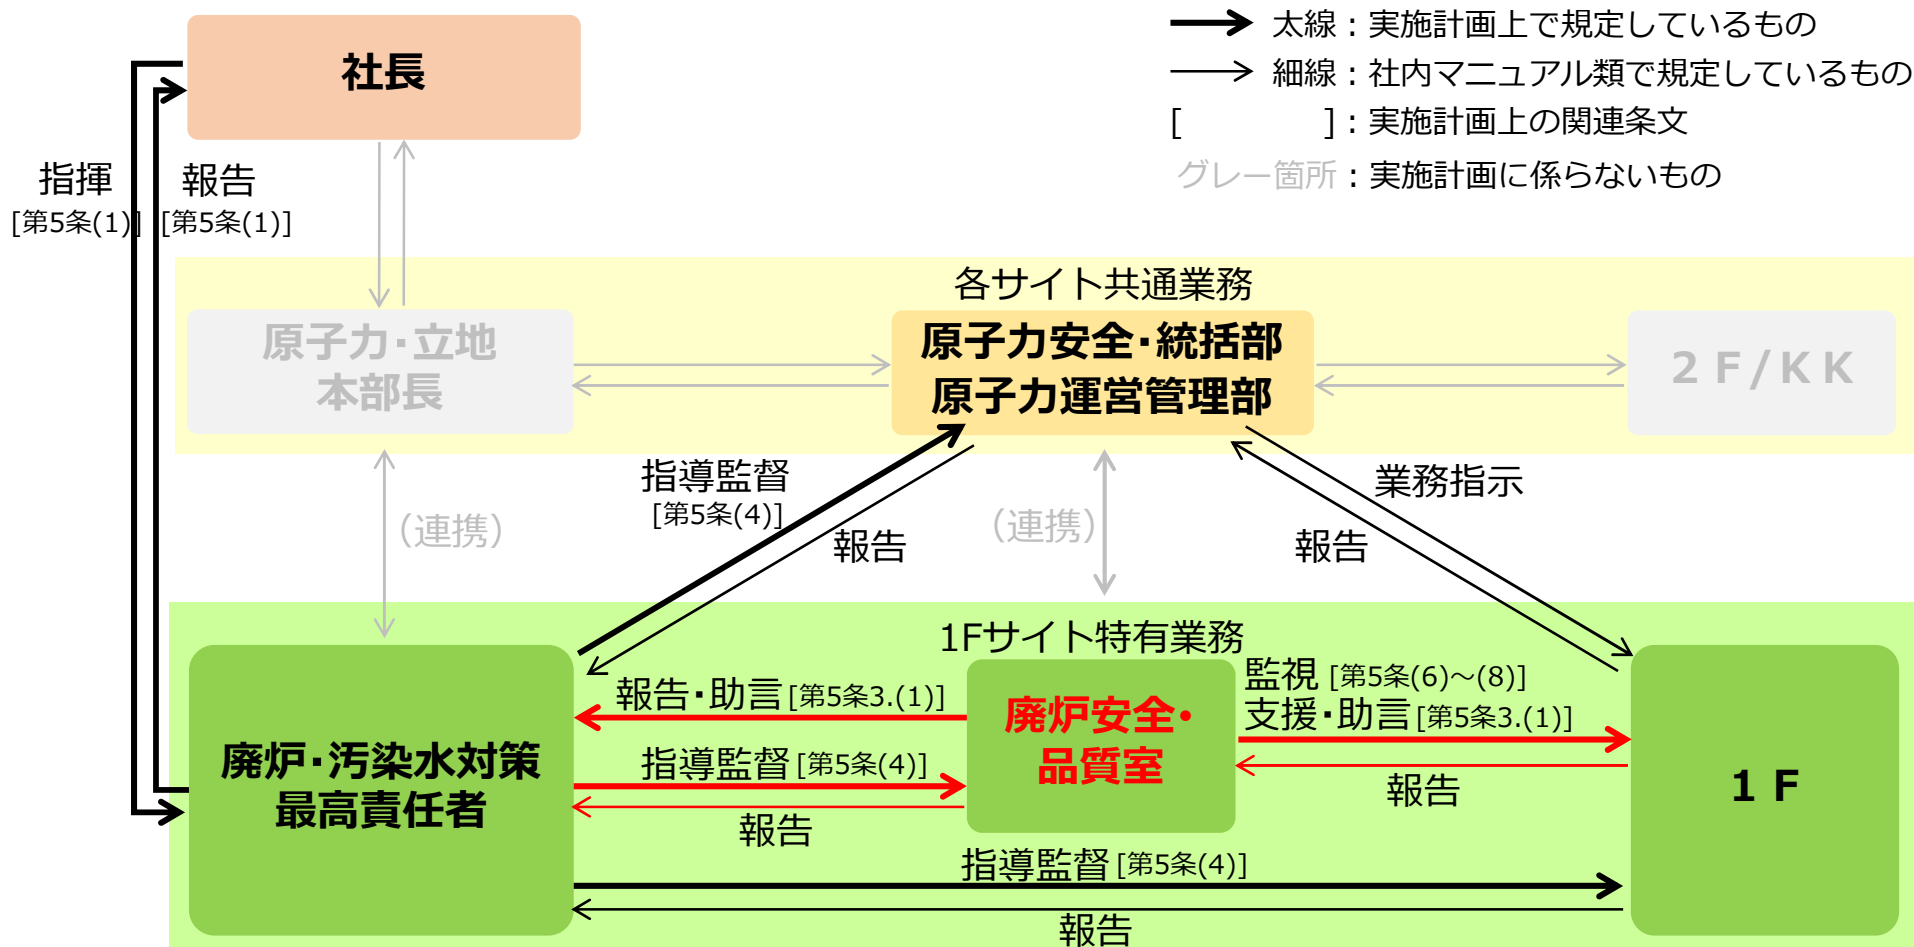 太線：実施計画上で規定しているもの
細線：社内マニュアル類で規定しているもの
[　　　]：実施計画上の関連条文
グレー箇所：実施計画に係らないもの
社長
指揮
[第5条(1)]
報告
[第5条(1)]
各サイト共通業務
原子力・立地
本部長
原子力安全・統括部
原子力運営管理部
２Ｆ/ＫＫ
指導監督
[第5条(4)]
報告
（連携）
（連携）
業務指示
報告
1Fサイト特有業務
廃炉・汚染水対策
最高責任者
報告・助言[第5条3.(1)]
指導監督[第5条(4)]
報告
廃炉安全・
品質室
監視 [第5条(6)～(8)]
支援・助言[第5条3.(1)]
報告
１Ｆ
指導監督[第5条(4)]
報告